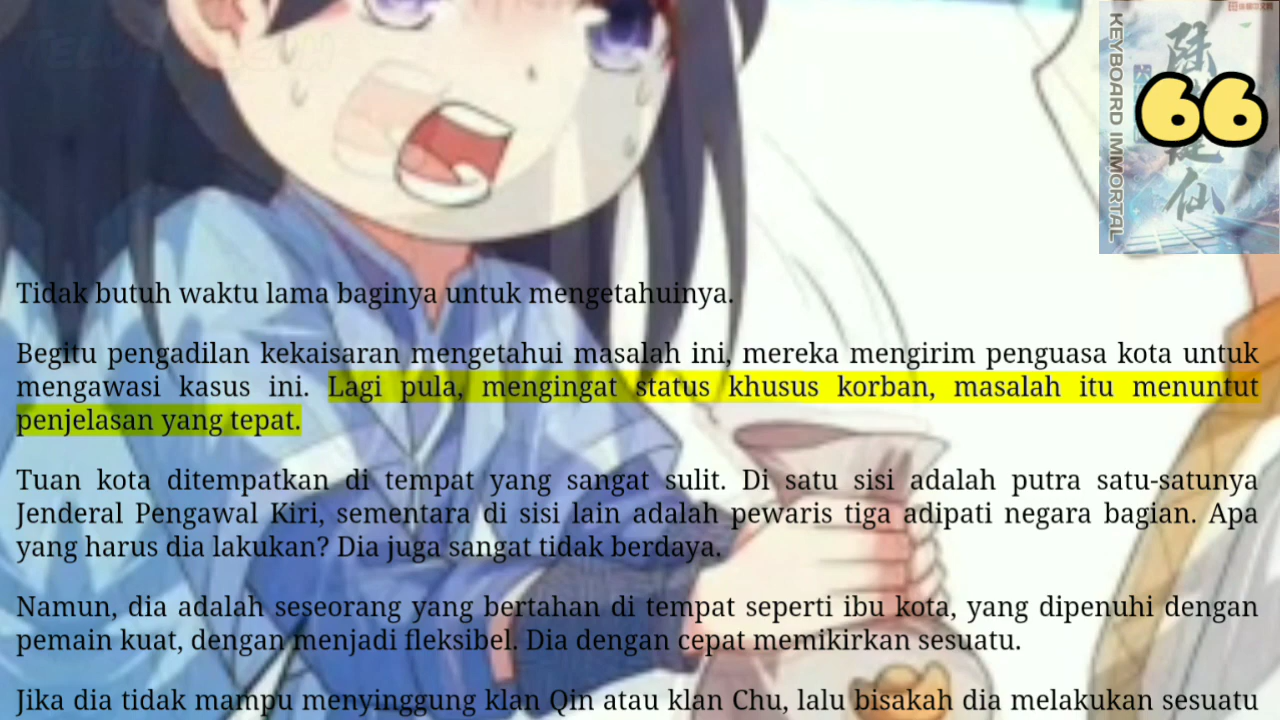 KEYBOARD IMMORTAL
66
Tidak butuh waktu lama baginya untuk mengetahuinya.
Begitu pengadilan kekaisaran mengetahui masalah ini, mereka mengirim penguasa kota untuk
mengawasi kasus ini. Lagi pula, mengingat status khusus korban, masalah itu menuntut
penjelasan yang tepat.
Tuan kota ditempatkan di tempat yang sangat sulit. Di satu sisi adalah putra satu-satunya
Jenderal Pengawal Kiri, sementara di sisi lain adalah pewaris tiga adipati negara bagian. Apa
yang harus dia lakukan? Dia juga sangat tidak berdaya.
Namun, dia adalah seseorang yang bertahan di tempat seperti ibu kota, yang dipenuhi dengan
pemain kuat, dengan menjadi fleksibel. Dia dengan cepat memikirkan sesuatu.
Jika dia tidak mampu menyinggung klan Qin atau klan Chu, lalu bisakah dia melakukan sesuatu